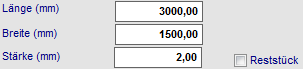 Länge (mm) 3000,00
Breite (mm) 1500,00
Stärke (mm) 2,00 Reststück